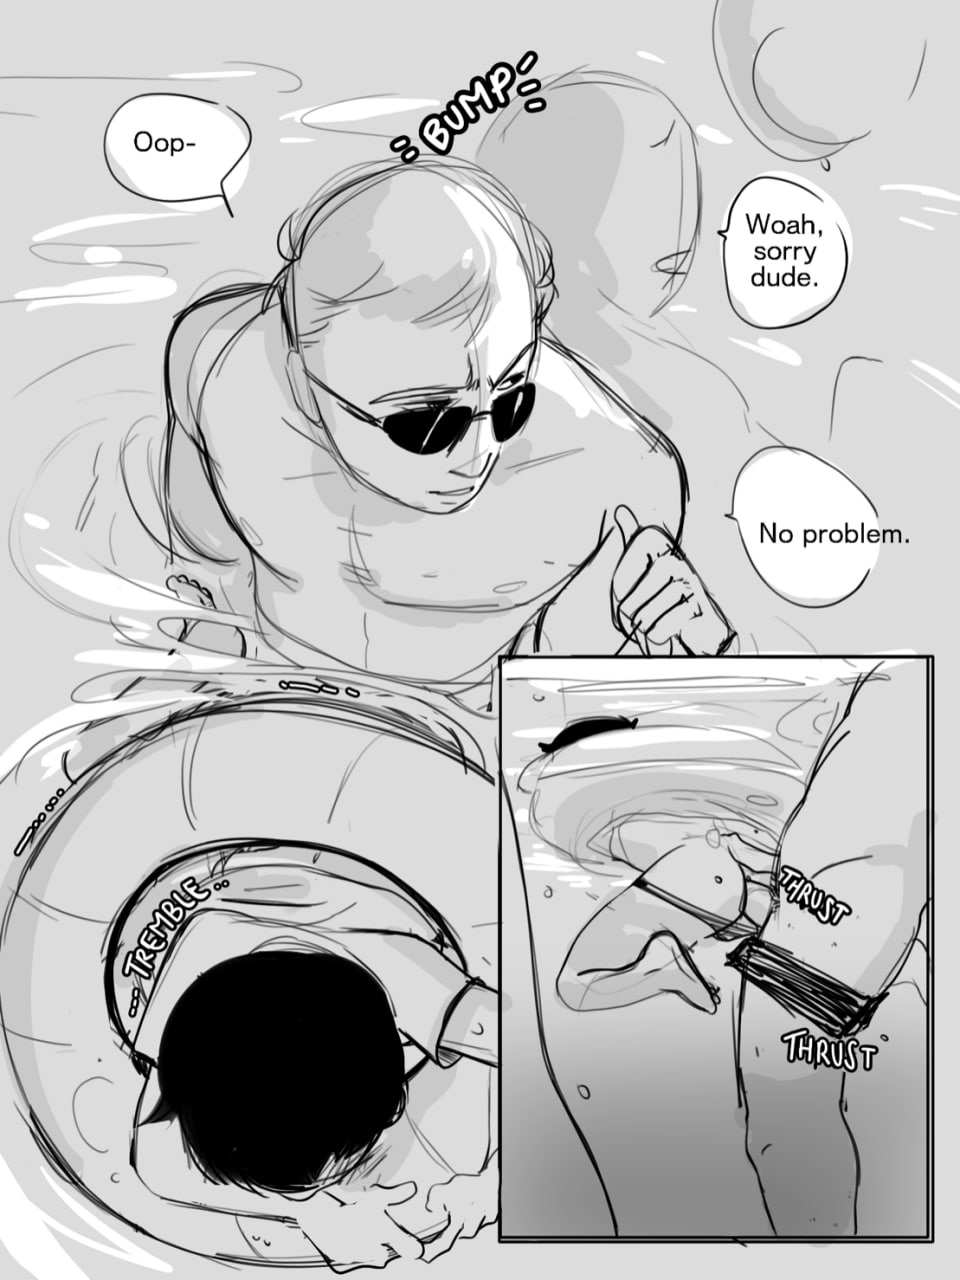 BUMP
Oop-
Woah,
sorry
dude.
No problem.
TREMBLE
THRUST
THRUST